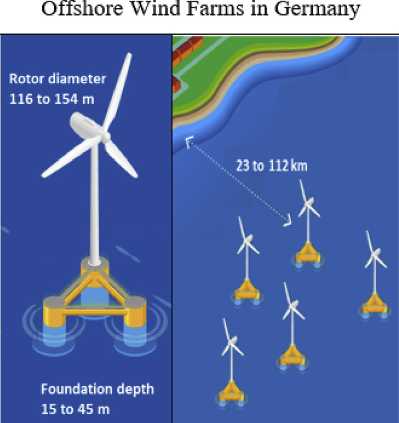 Offshore Wind Farms in Germany
Rotor diameter
116 to 154 m
23 to 112 km
Foundation depth
15 to 45 m